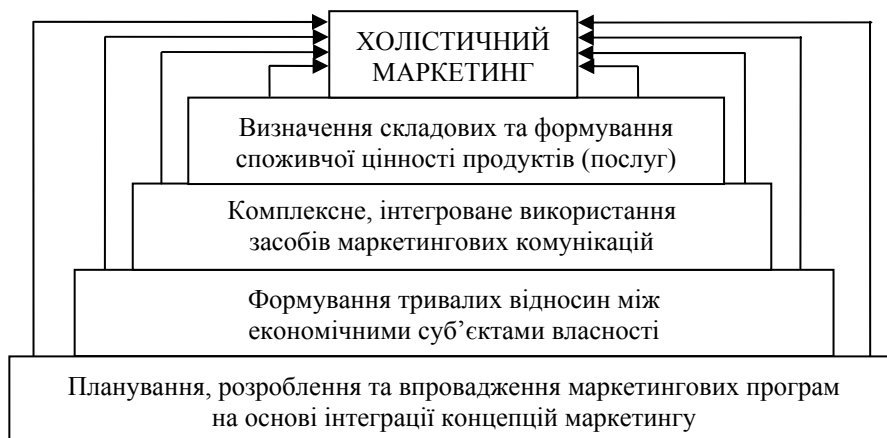 ХОЛІСТИЧНИЙ
МАРКЕТИНГ
Визначення складових та формування
споживчої цінності продуктів (послуг)
Комплексне, інтегроване використання
засобів маркетингових комунікацій
Формування тривалих відносин між
економічними суб’єктами власності
Планування, розроблення та впровадження маркетингових програм
на основі інтеграції концепцій маркетингу